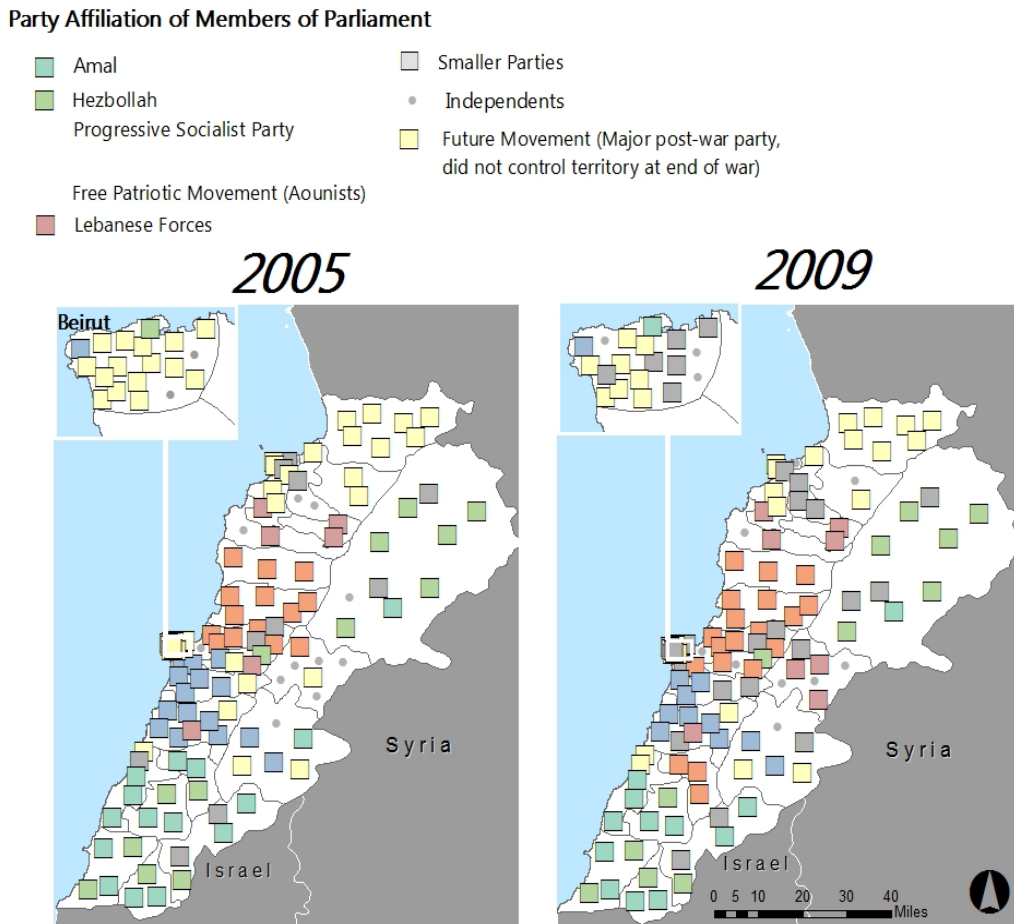 Party Affiliation of Members of Parliament
Amal
Hezbollah
Progressive Socialist Party
Free Patriotic Movement (Aounists)
Lebanese Forces
Smaller Parties
Independents
Future Movement (Major post-war party,
did not control territory at end of war)
2005
Beirut
Syria
Israel
2009
Syria
Israel
0 5 10 20 30 40
Miles